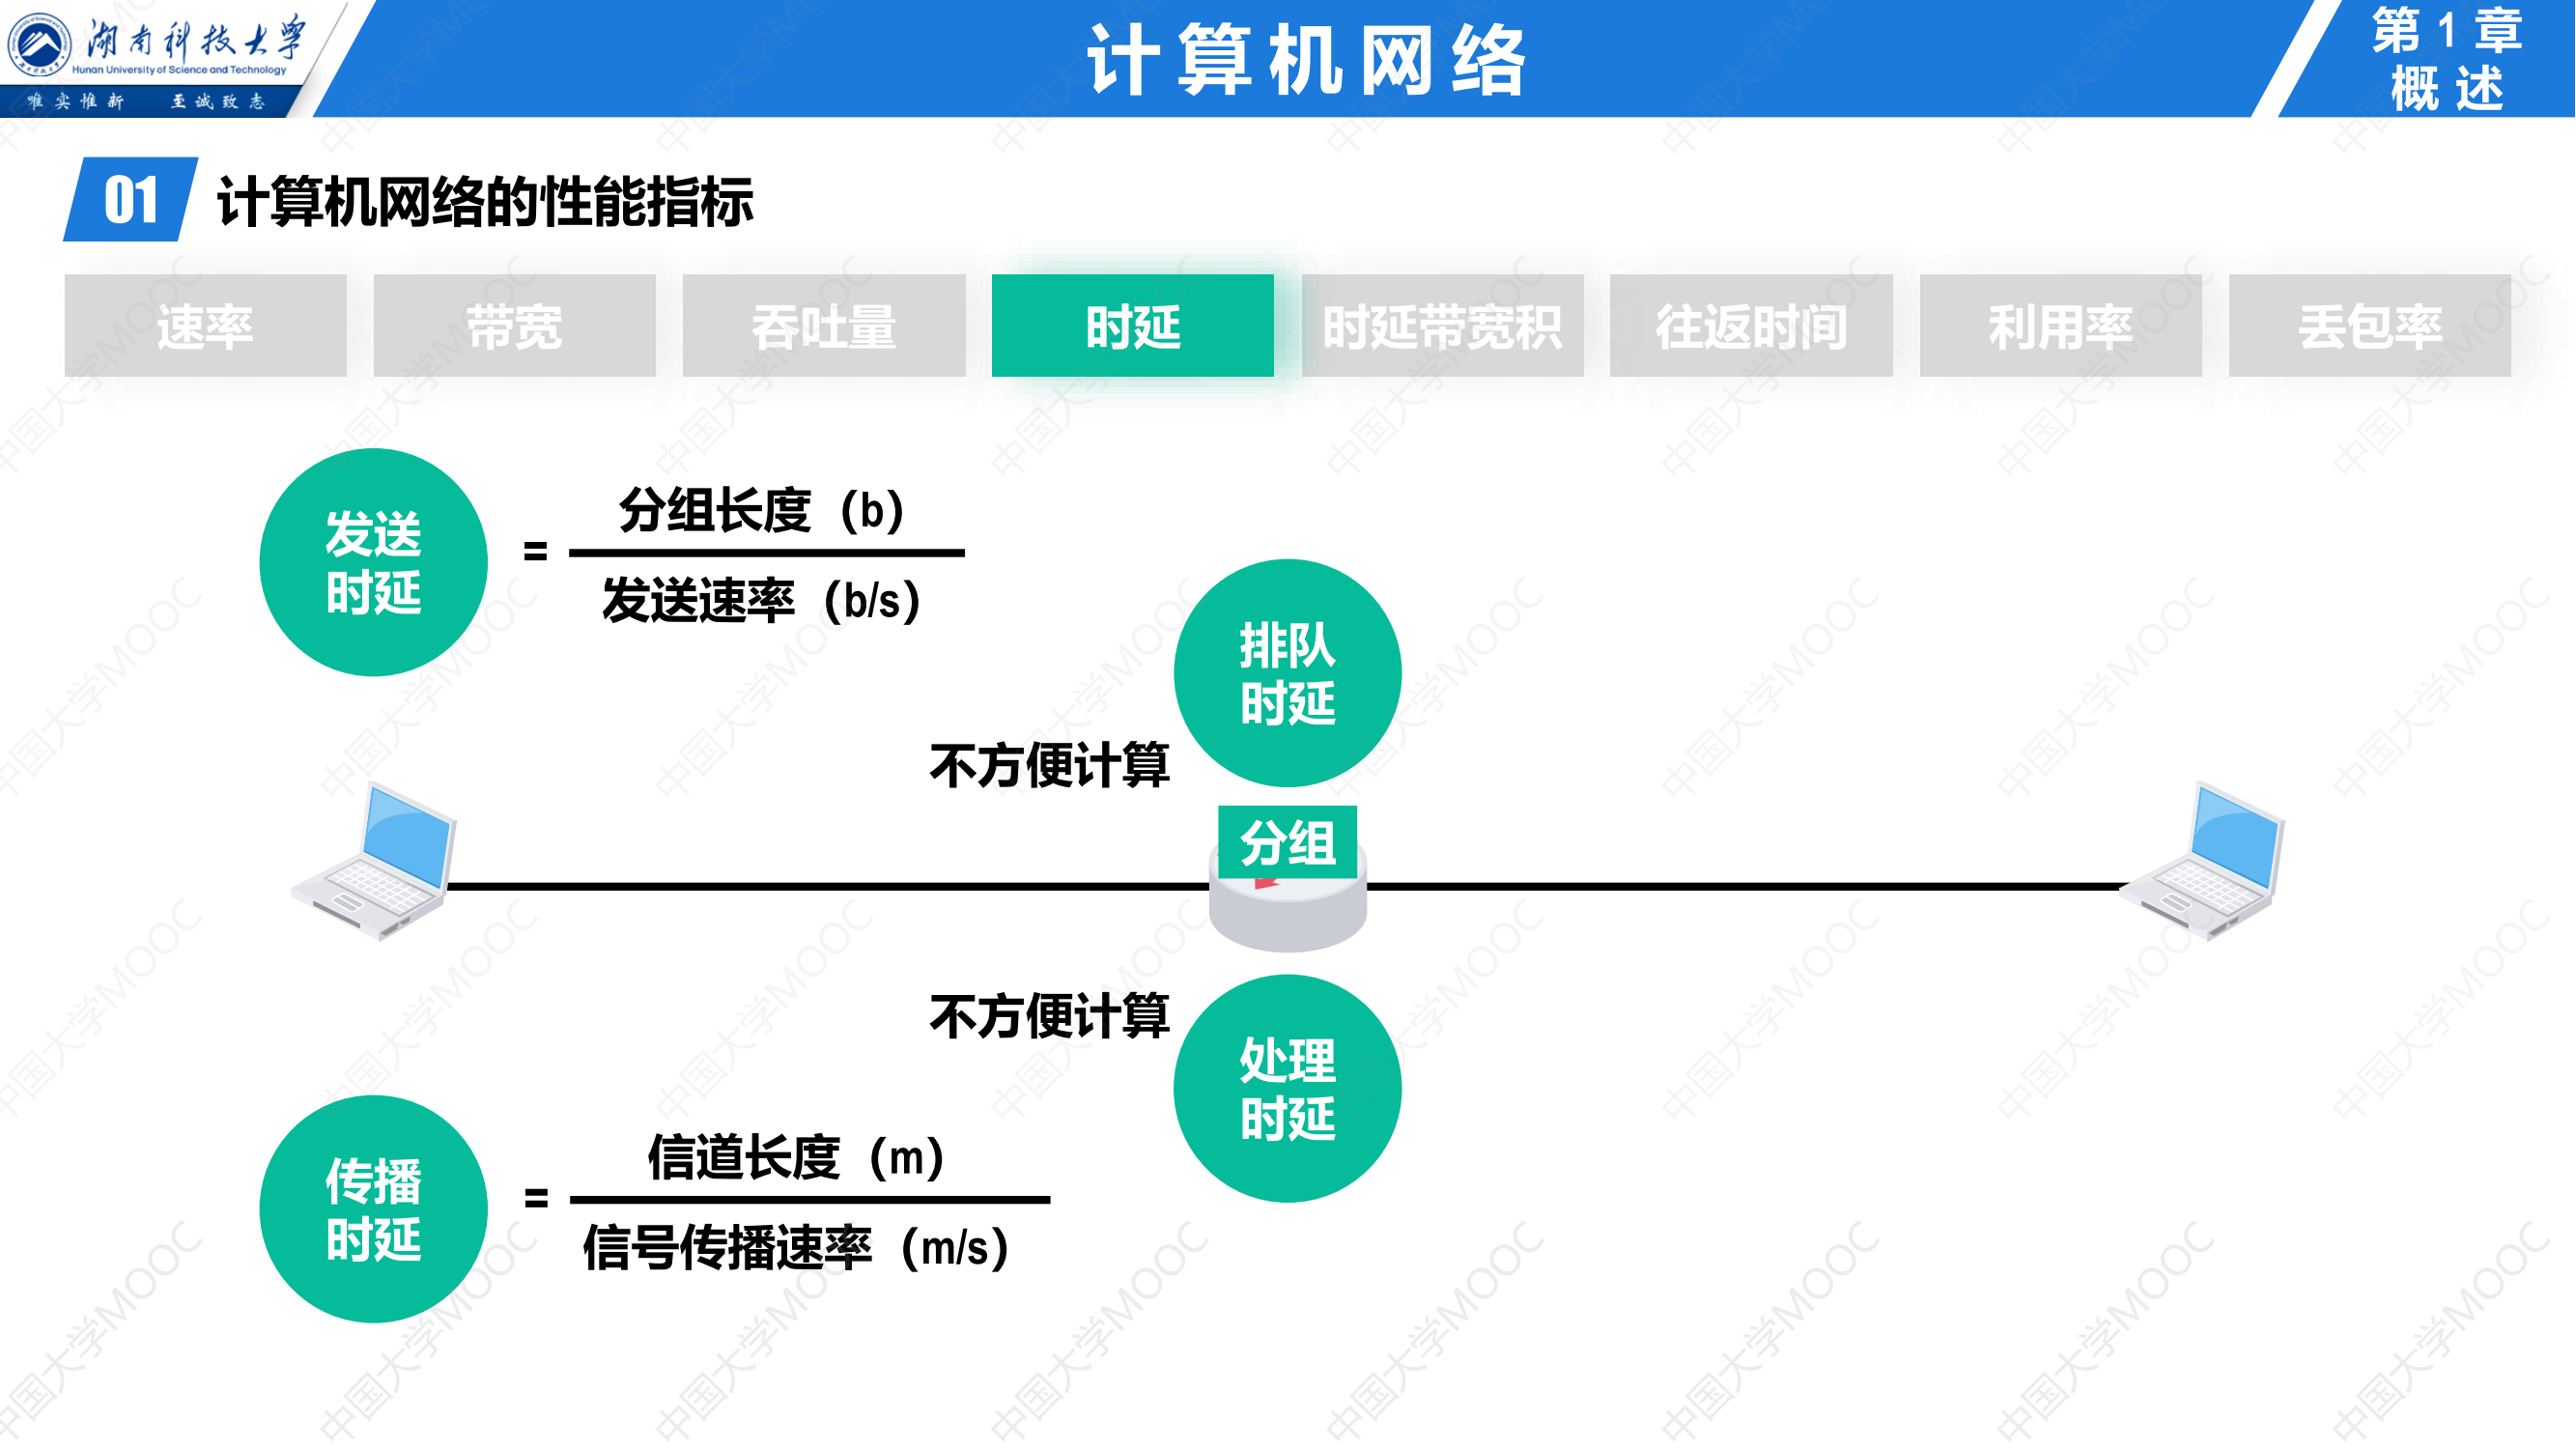 湖南科技大学
Hunan University of Science and Technology
唯实惟新 至诚致志
计算机网络
第1章
概述
01 计算机网络的性能指标
速率 带宽 吞吐量 时延 时延带宽积 往返时间 利用率 丢包率
发送
时延
=
分组长度（b）
发送速率（b/s）
排队
时延
不方便计算
分组
不方便计算
处理
时延
传播
时延
=
信道长度（m）
信号传播速率（m/s）
中国大学MOOC